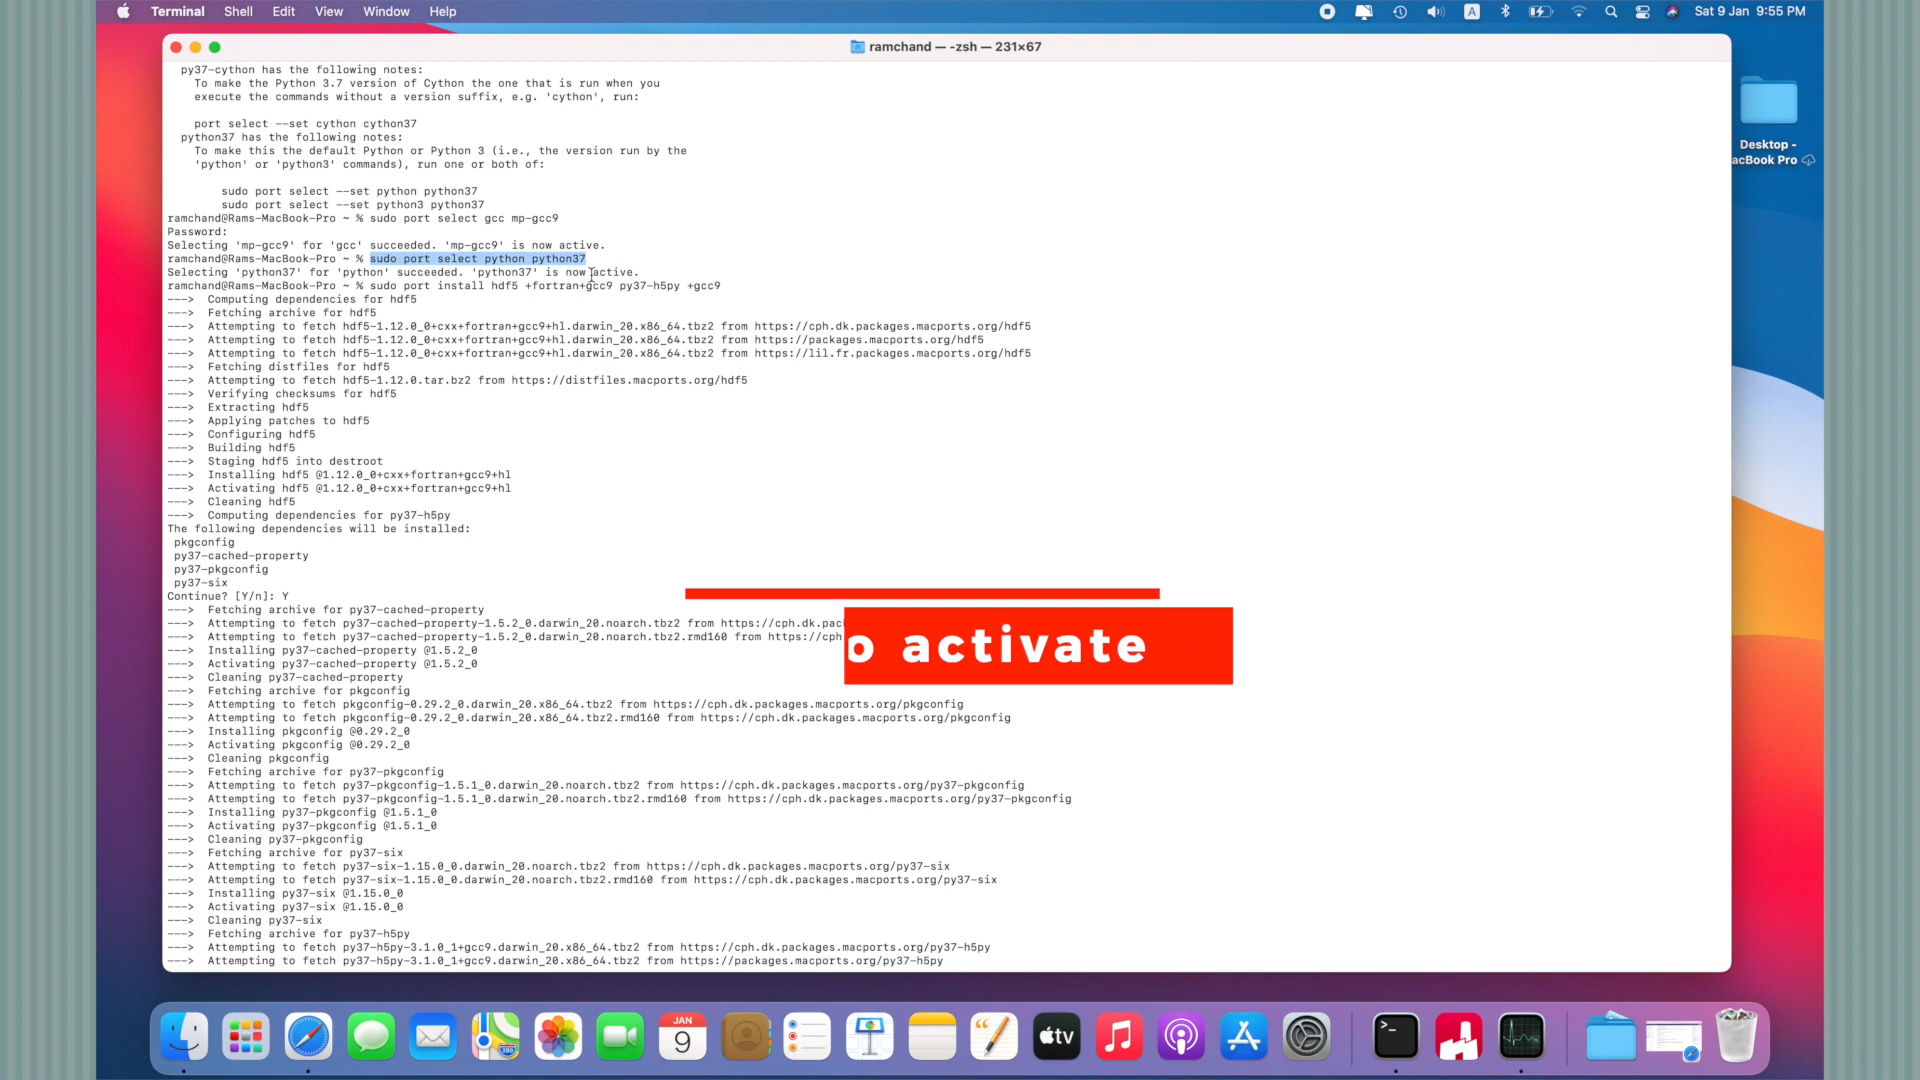 Terminal Shell Edit View Window Help
A
Sat 9 Jan 9:55 PM
ramchand — -zsh — 231×67
py37-cython has the following notes:
To make the Python 3.7 version of Cython the one that is run when you
execute the commands without a version suffix, e.g. 'cython', run:
port select --set cython cython37
python37 has the following notes:
To make this the default Python or Python 3 (i.e., the version run by the
'python' or 'python3' commands), run one or both of:
sudo port select --set python python37
sudo port select --set python3 python37
ramchand@Rams-MacBook-Pro ~ % sudo port select gcc mp-gcc9
Password:
Selecting 'mp-gcc9' for 'gcc' succeeded. 'mp-gcc9' is now active.
ramchand@Rams-MacBook-Pro ~ % sudo port select python python37
Selecting 'python37' for 'python' succeeded. 'python37' is now active.
ramchand@Rams-MacBook-Pro ~ % sudo port install hdf5 +fortran+gcc9 py37-h5py +gcc9
---> Computing dependencies for hdf5
---> Fetching archive for hdf5
---> Attempting to fetch hdf5-1.12.0_0+cxx+fortran+gcc9+hl.darwin_20.x86_64.tbz2 from https://cph.dk.packages.macports.org/hdf5
---> Attempting to fetch hdf5-1.12.0_0+cxx+fortran+gcc9+hl.darwin_20.x86_64.tbz2 from https://packages.macports.org/hdf5
---> Attempting to fetch hdf5-1.12.0_0+cxx+fortran+gcc9+hl.darwin_20.x86_64.tbz2 from https://lil.fr.packages.macports.org/hdf5
---> Fetching distfiles for hdf5
---> Attempting to fetch hdf5-1.12.0.tar.bz2 from https://distfiles.macports.org/hdf5
---> Verifying checksums for hdf5
---> Extracting hdf5
---> Applying patches to hdf5
---> Configuring hdf5
---> Building hdf5
---> Staging hdf5 into destroot
---> Installing hdf5 @1.12.0_0+cxx+fortran+gcc9+hl
---> Activating hdf5 @1.12.0_0+cxx+fortran+gcc9+hl
---> Cleaning hdf5
---> Computing dependencies for py37-h5py
The following dependencies will be installed:
pkgconfig
py37-cached-property
py37-pkgconfig
py37-six
Continue? [Y/n]: Y
---> Fetching archive for py37-cached-property
---> Attempting to fetch py37-cached-property-1.5.2_0.darwin_20.noarch.tbz2 from https://cph.dk.pac
---> Attempting to fetch py37-cached-property-1.5.2_0.darwin_20.noarch.tbz2.rmd160 from https://cph
---> Installing py37-cached-property @1.5.2_0
---> Activating py37-cached-property @1.5.2_0
---> Cleaning py37-cached-property
---> Fetching archive for pkgconfig
---> Attempting to fetch pkgconfig-0.29.2_0.darwin_20.x86_64.tbz2 from https://cph.dk.packages.macports.org/pkgconfig
---> Attempting to fetch pkgconfig-0.29.2_0.darwin_20.x86_64.tbz2.rmd160 from https://cph.dk.packages.macports.org/pkgconfig
---> Installing pkgconfig @0.29.2_0
---> Activating pkgconfig @0.29.2_0
---> Cleaning pkgconfig
---> Fetching archive for py37-pkgconfig
---> Attempting to fetch py37-pkgconfig-1.5.1_0.darwin_20.noarch.tbz2 from https://cph.dk.packages.macports.org/py37-pkgconfig
---> Attempting to fetch py37-pkgconfig-1.5.1_0.darwin_20.noarch.tbz2.rmd160 from https://cph.dk.packages.macports.org/py37-pkgconfig
---> Installing py37-pkgconfig @1.5.1_0
---> Activating py37-pkgconfig @1.5.1_0
---> Cleaning py37-pkgconfig
---> Fetching archive for py37-six
---> Attempting to fetch py37-six-1.15.0_0.darwin_20.noarch.tbz2 from https://cph.dk.packages.macports.org/py37-six
---> Attempting to fetch py37-six-1.15.0_0.darwin_20.noarch.tbz2.rmd160 from https://cph.dk.packages.macports.org/py37-six
---> Installing py37-six @1.15.0_0
---> Activating py37-six @1.15.0_0
---> Cleaning py37-six
---> Fetching archive for py37-h5py
---> Attempting to fetch py37-h5py-3.1.0_1+gcc9.darwin_20.x86_64.tbz2 from https://cph.dk.packages.macports.org/py37-h5py
---> Attempting to fetch py37-h5py-3.1.0_1+gcc9.darwin_20.x86_64.tbz2 from https://packages.macports.org/py37-h5py
o activate
Desktop -
acBook Pro
JAN
9
tv
280